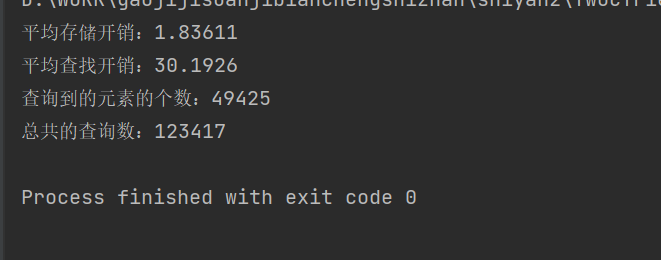 平均存储开销：1.83611
平均查找开销：30.1926
查询到的元素的个数：49425
总共的查询数：123417
Process finished with exit code 0